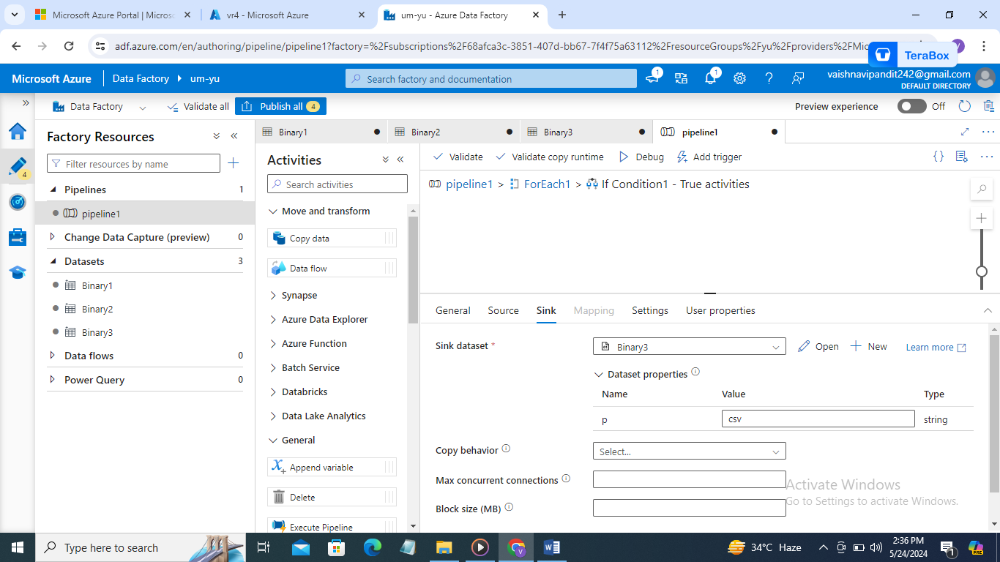 Microsoft Azure Portal | Microsc
vr4 - Microsoft Azure
um-yu - Azure Data Factory
adf.azure.com/en/authoring/pipeline/pipeline1?factory=%2Fsubscriptions%2F68afca3c-3851-407d-bb67-7f4f75a63112%2FresourceGroups%2Fyu%2Fproviders%2FMic
V
TeraBox
Microsoft Azure
Data Factory
um-yu
Search factory and documentation
1
1
vaishnavipandit242@gmail.com
DEFAULT DIRECTORY
Data Factory
Validate all
Publish all
4
Preview experience
Off
Factory Resources
Binary1
Binary2
Binary3
pipeline1
4
Filter resources by name
Pipelines
1
pipeline1
Change Data Capture (preview)
0
Datasets
3
Binary1
Binary2
Binary3
Data flows
0
Power Query
0
Activities
Search activities
Move and transform
Copy data
Data flow
Synapse
Azure Data Explorer
Azure Function
Batch Service
Databricks
Data Lake Analytics
General
Append variable
Delete
Execute Pipeline
Validate
Validate copy runtime
Debug
Add trigger
pipeline1 > ForEach1 > If Condition1 - True activities
General
Source
Sink
Mapping
Settings
User properties
Sink dataset *
Binary3
Open
New
Learn more
Dataset properties
Name
Value
Type
p
csv
string
Copy behavior
Select...
Max concurrent connections
Block size (MB)
Activate Windows
Go to Settings to activate Windows.
Type here to search
34°C Haze
2:36 PM
5/24/2024
1
PRE